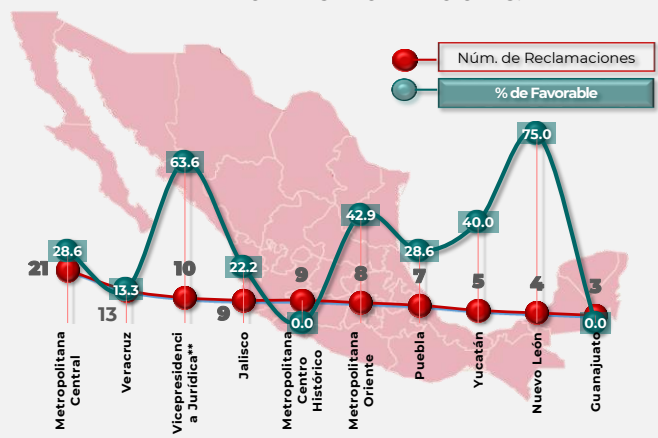 Núm. de Reclamaciones
% de Favorable
75.0
63.6
42.9
40.0
28.6
28.6
22.2
21
13.3
10
9
8
7
5
4
3
13
9
0.0
0.0
Metropolitana
Central
Veracruz
Vicepresidenci
a Jurídica**
Jalisco
Metropolitana
Centro
Histórico
Metropolitana
Oriente
Puebla
Yucatán
Nuevo León
Guanajuato